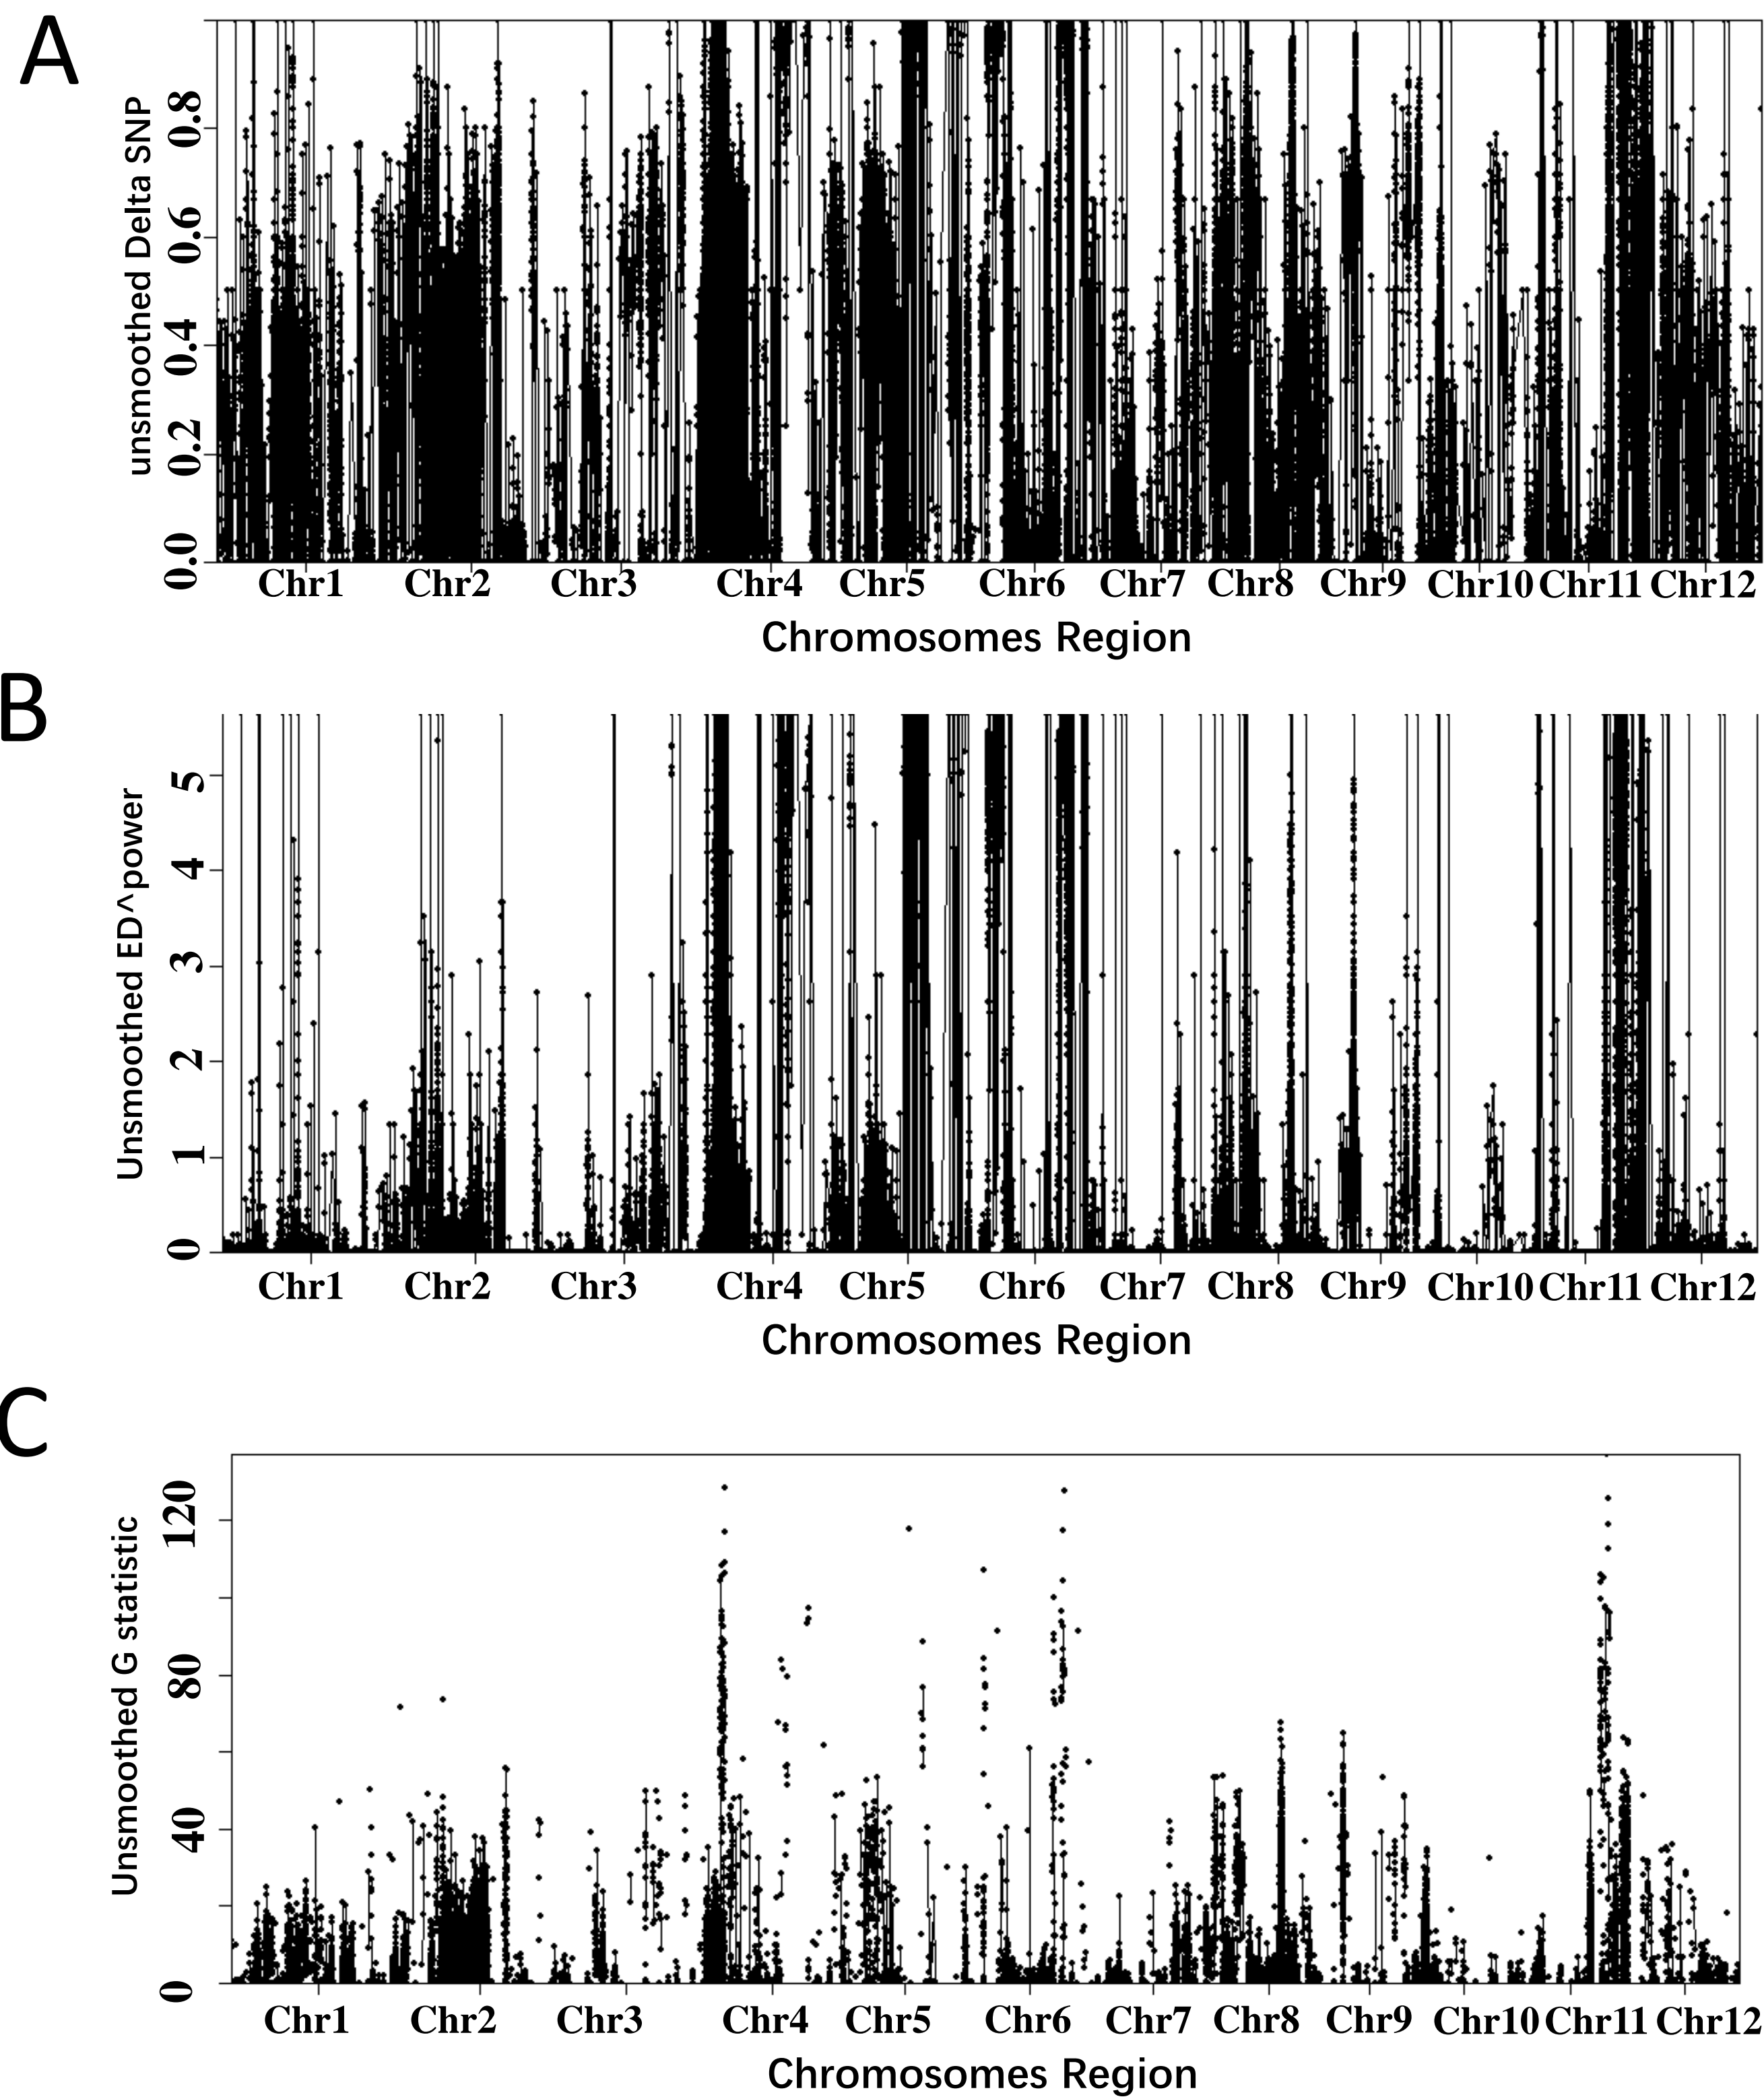 A
unsmoothed Delta SNP
0.8
0.6
0.4
0.2
0.0
Chr1 Chr2 Chr3 Chr4 Chr5 Chr6 Chr7 Chr8 Chr9 Chr10 Chr11 Chr12
Chromosomes Region
B
Unsmoothed ED^power
5
4
3
2
1
0
Chr1 Chr2 Chr3 Chr4 Chr5 Chr6 Chr7 Chr8 Chr9 Chr10 Chr11 Chr12
Chromosomes Region
C
Unsmoothed G statistic
120
80
40
0
Chr1 Chr2 Chr3 Chr4 Chr5 Chr6 Chr7 Chr8 Chr9 Chr10 Chr11 Chr12
Chromosomes Region